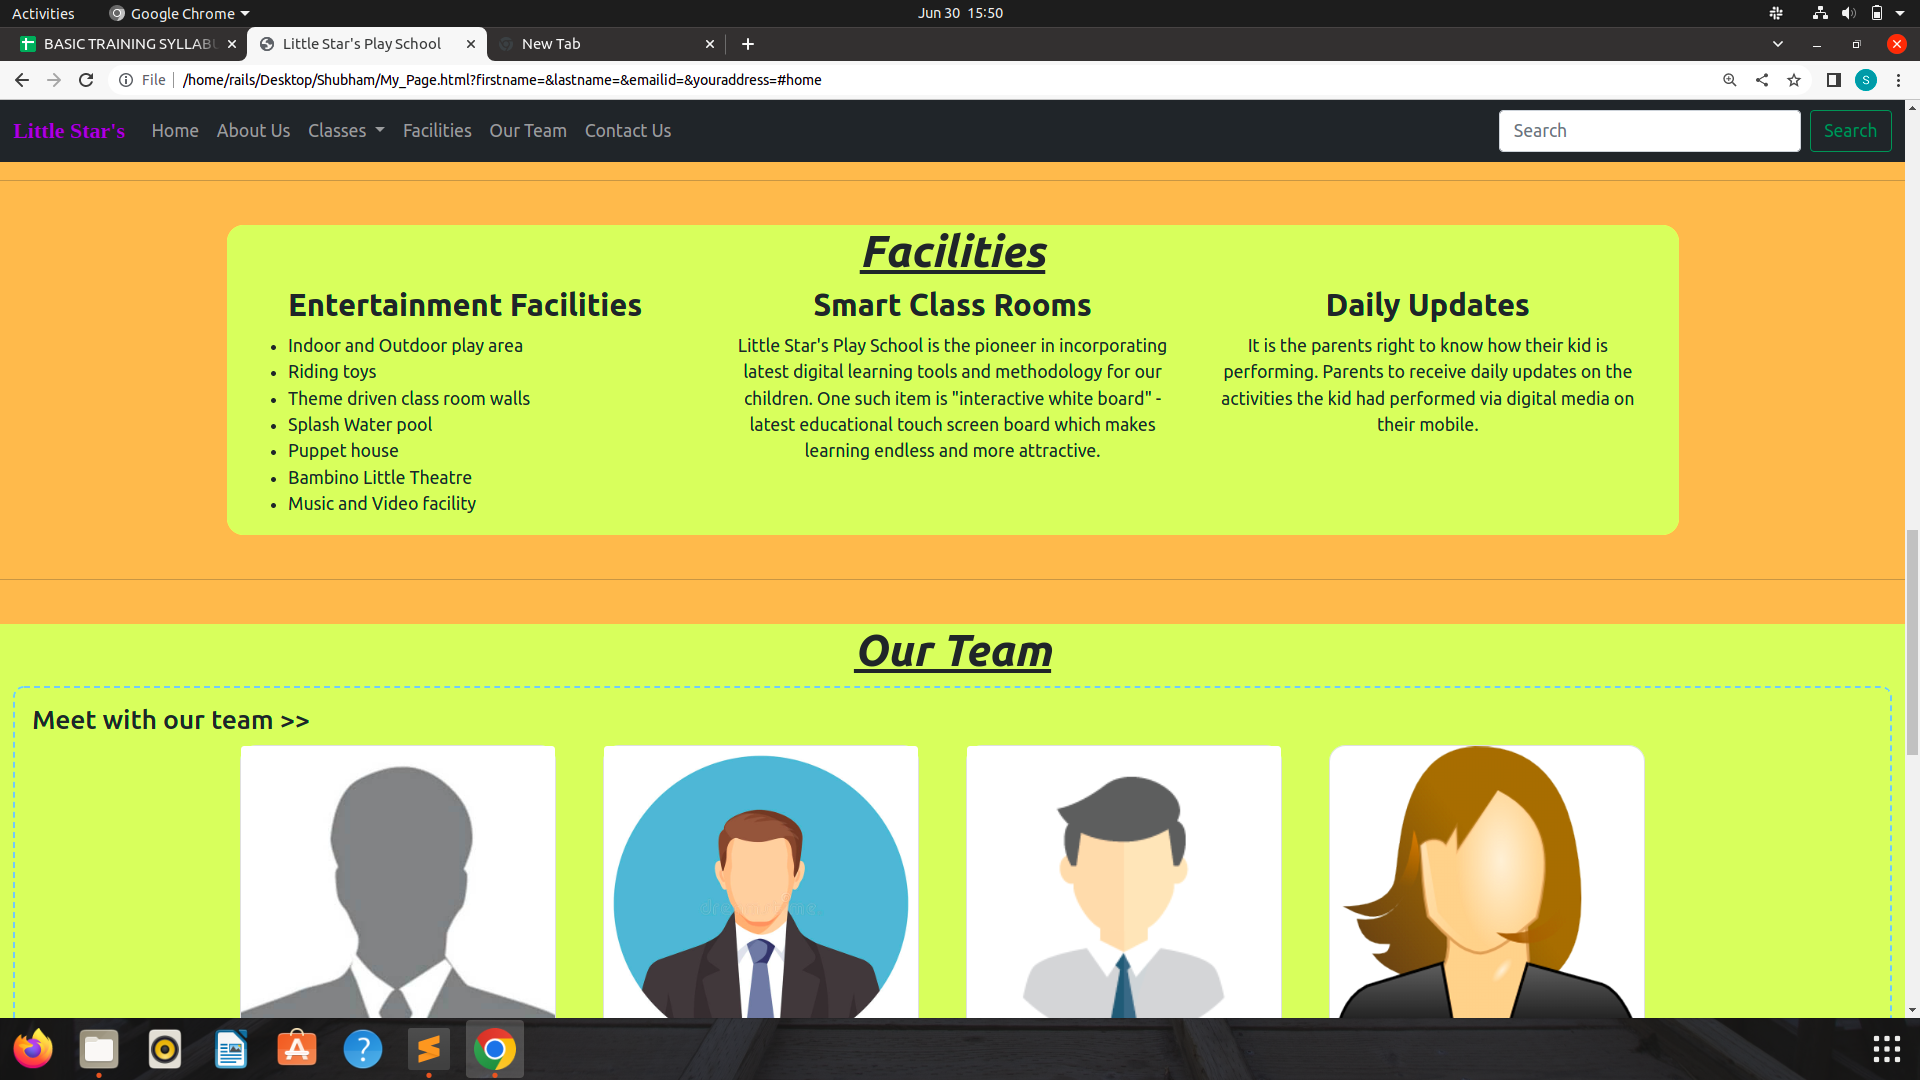 Activities Google Chrome Jun 30 15:50
BASIC TRAINING SYLLABU Little Star's Play School New Tab
File /home/rails/Desktop/Shubham/My_Page.html?firstname=&lastname=&emailid=&youraddress=#home S
Little Star's Home About Us Classes Facilities Our Team Contact Us Search Search
Facilities
Entertainment Facilities
Indoor and Outdoor play area
Riding toys
Theme driven class room walls
Splash Water pool
Puppet house
Bambino Little Theatre
Music and Video facility
Smart Class Rooms
Little Star's Play School is the pioneer in incorporating
latest digital learning tools and methodology for our
children. One such item is "interactive white board" -
latest educational touch screen board which makes
learning endless and more attractive.
Daily Updates
It is the parents right to know how their kid is
performing. Parents to receive daily updates on the
activities the kid had performed via digital media on
their mobile.
Our Team
Meet with our team >>